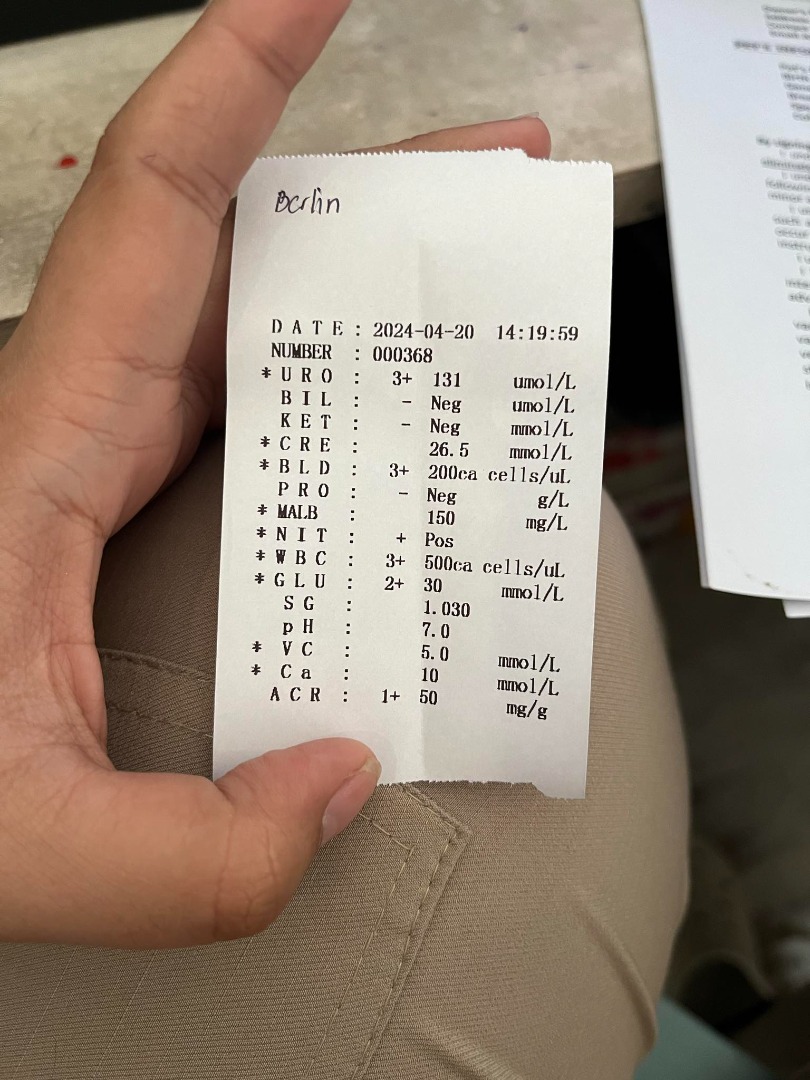 Berlin
DATE: 2024-04-20 14:19:59
NUMBER : 000368
*URO : 3+ 131 umol/L
BIL : - Neg umol/L
KET : - Neg mmol/L
*CRE : 26.5 mmol/L
*BLD : 3+ 200ca cells/uL
PRO : - Neg g/L
*MALB : 150 mg/L
*NIT : + Pos
*WBC : 3+ 500ca cells/uL
*GLU : 2+ 30 mmol/L
SG : 1.030
pH : 7.0
* VC : 5.0 mmol/L
* Ca : 10 mmol/L
ACR : 1+ 50 mg/g